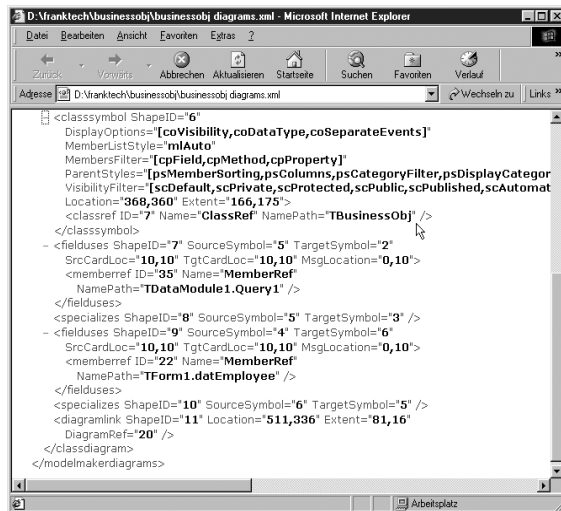 D:\franktech\businessobj\businessobj diagrams.xml - Microsoft Internet Explorer
Datei Bearbeiten Ansicht Favoriten Extras ?
Zurück Vorwärts Abbrechen Aktualisieren Startseite Suchen Favoriten Verlauf »
Adresse D:\franktech\businessobj\businessobj diagrams.xml Wechseln zu Links »
- <classsymbol ShapeID="6"
DisplayOptions="[coVisibility,coDataType,coSeparateEvents]"
MemberListStyle="mlAuto"
MembersFilter="[cpField,cpMethod,cpProperty]"
ParentStyles="[psMemberSorting,psColumns,psCategoryFilter,psDisplayCategor
VisibilityFilter="[scDefault,scPrivate,scProtected,scPublic,scPublished,scAutomat
Location="368,360" Extent="166,175">
<classref ID="7" Name="ClassRef" NamePath="TBusinessObj" />
</classsymbol>
- <fielduses ShapeID="7" SourceSymbol="5" TargetSymbol="2"
SrcCardLoc="10,10" TgtCardLoc="10,10" MsgLocation="0,10">
<memberref ID="35" Name="MemberRef"
NamePath="TDataModule1.Query1" />
</fielduses>
<specializes ShapeID="8" SourceSymbol="5" TargetSymbol="3" />
- <fielduses ShapeID="9" SourceSymbol="4" TargetSymbol="6"
SrcCardLoc="10,10" TgtCardLoc="10,10" MsgLocation="0,10">
<memberref ID="22" Name="MemberRef"
NamePath="TForm1.datEmployee" />
</fielduses>
<specializes ShapeID="10" SourceSymbol="6" TargetSymbol="5" />
<diagramlink ShapeID="11" Location="511,336" Extent="81,16"
DiagramRef="20" />
</classdiagram>
</modelmakerdiagrams>
Arbeitsplatz